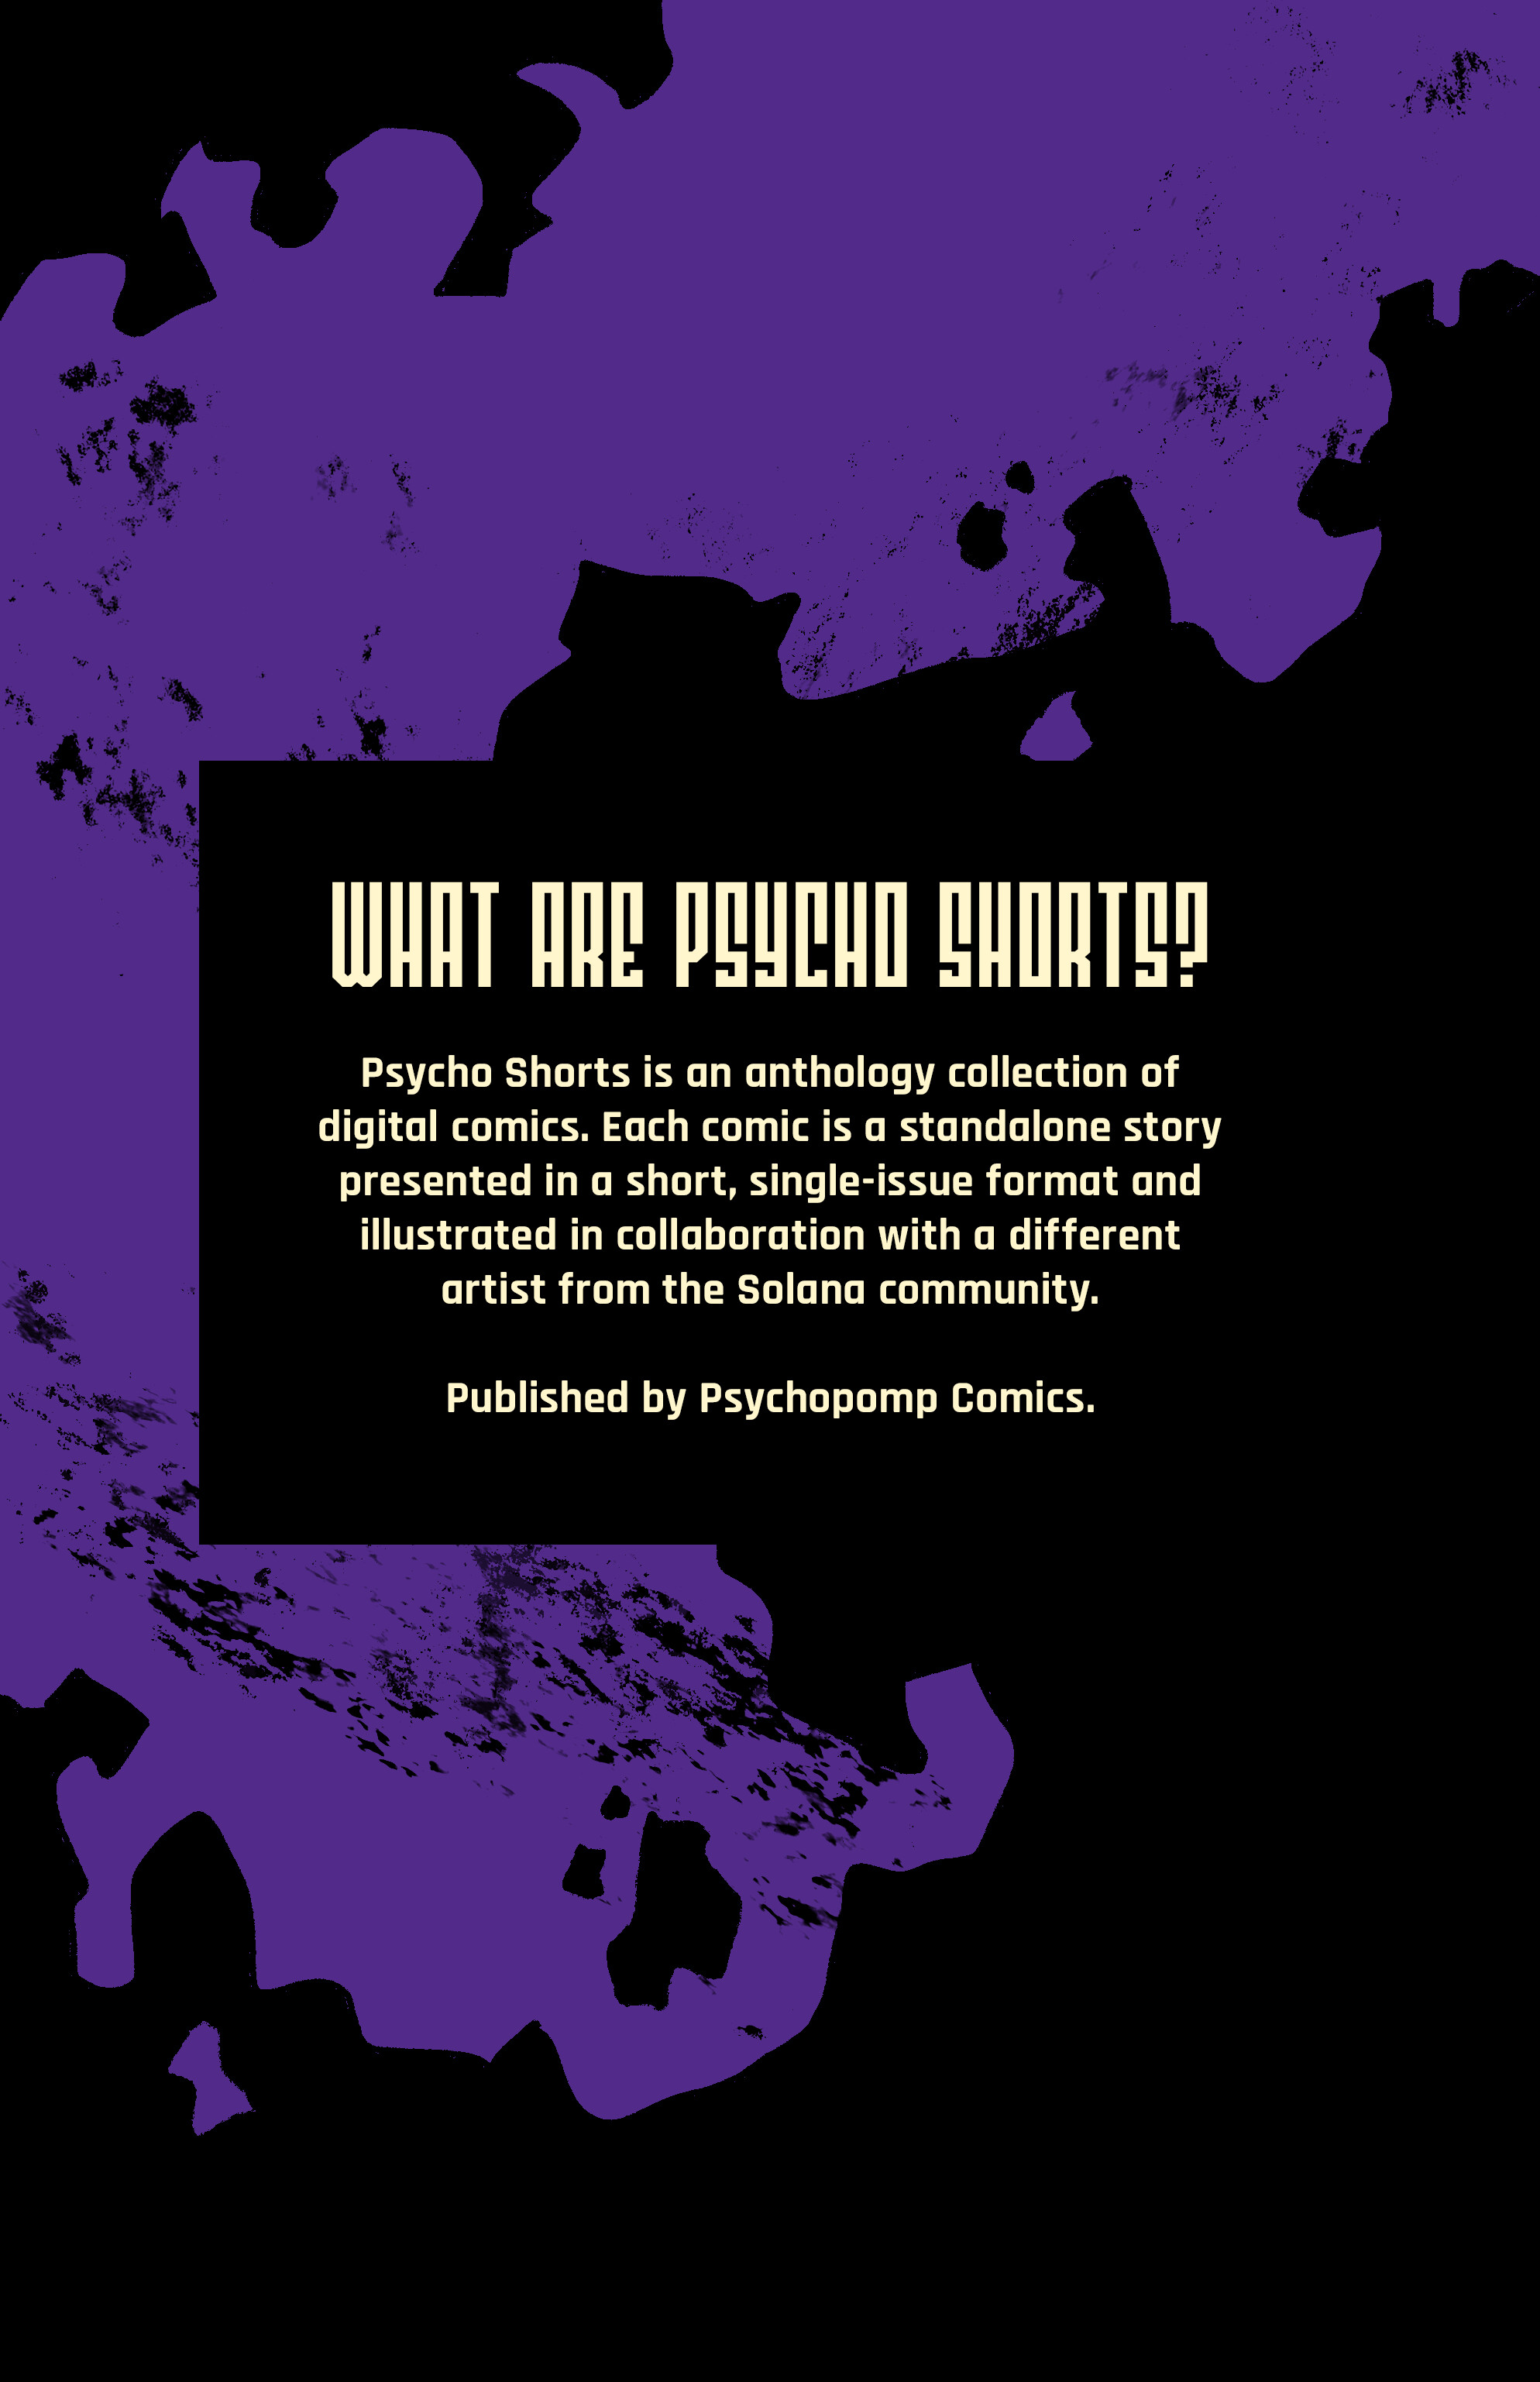 WHAT ARE PSYCHO SHORTS?
Psycho Shorts is an anthology collection of
digital comics. Each comic is a standalone story
presented in a short, single-issue format and
illustrated in collaboration with a different
artist from the Solana community.
Published by Psychopomp Comics.